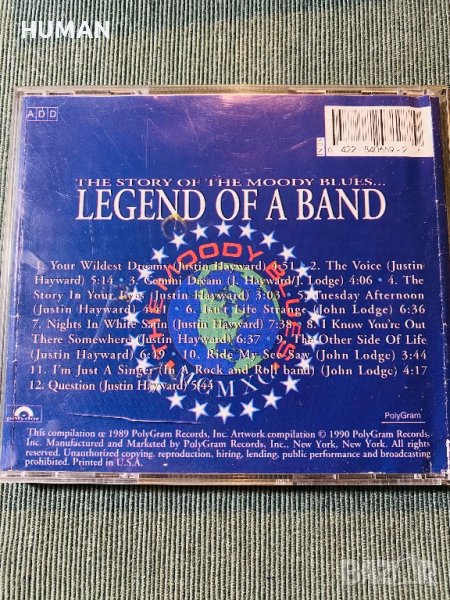 HUMAN
ADD
THE STORY OF THE MOODY BLUES...
LEGEND OF A BAND
MOODY BLUES
1. Your Wildest Dreams (Justin Hayward) 4:51 2. The Voice (Justin
Hayward) 5:14 3. Gemini Dream (J. Hayward/J. Lodge) 4:06 4. The
Story In Your Eyes (Justin Hayward) 3:03 5. Tuesday Afternoon
(Justin Hayward) 6. Isn't Life Strange (John Lodge) 6:36
7. Nights In White Satin (Justin Hayward) 7:38 8. I Know You're Out
There Somewhere (Justin Hayward) 6:37 9. The Other Side Of Life
(Justin Hayward) 10. Ride My See Saw (John Lodge) 3:44
11. I'm Just A Singer (In A Rock and Roll band) (John Lodge) 4:17
12. Question (Justin Hayward) 5:44
polydor
PolyGram
This compilation œ 1989 PolyGram Records, Inc. Artwork compilation © 1990 PolyGram Records,
Inc. Manufactured and Marketed by PolyGram Records, Inc., New York, New York. All rights
reserved. Unauthorized copying, reproduction, hiring, lending, public performance and broadcasting
prohibited. Printed in U.S.A.
BAZAR